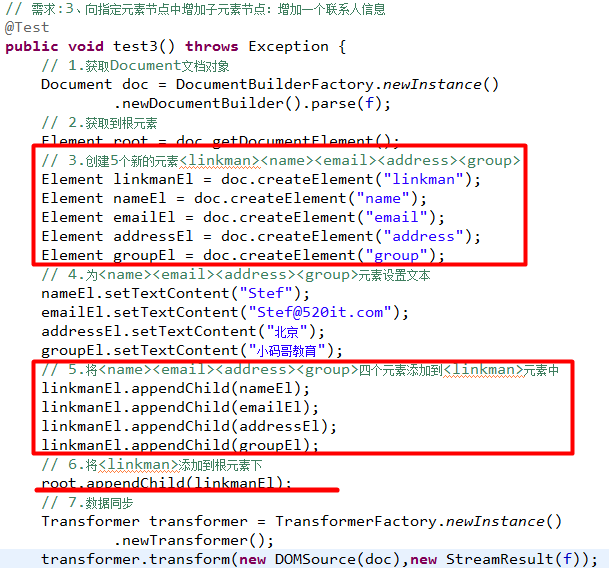 // 需求:3、向指定元素节点中增加子元素节点: 增加一个联系人信息
@Test
public void test3() throws Exception {
// 1.获取Document文档对象
Document doc = DocumentBuilderFactory.newInstance()
.newDocumentBuilder().parse(f);
// 2.获取到根元素
Element root = doc.getDocumentElement();
// 3.创建5个新的元素<linkman><name><email><address><group>
Element linkmanEl = doc.createElement("linkman");
Element nameEl = doc.createElement("name");
Element emailEl = doc.createElement("email");
Element addressEl = doc.createElement("address");
Element groupEl = doc.createElement("group");
// 4.为<name><email><address><group>元素设置文本
nameEl.setTextContent("Stef");
emailEl.setTextContent("Stef@520it.com");
addressEl.setTextContent("北京");
groupEl.setTextContent("小码哥教育");
// 5.将<name><email><address><group>四个元素添加到<linkman>元素中
linkmanEl.appendChild(nameEl);
linkmanEl.appendChild(emailEl);
linkmanEl.appendChild(addressEl);
linkmanEl.appendChild(groupEl);
// 6.将<linkman>添加到根元素下
root.appendChild(linkmanEl);
// 7.数据同步
Transformer transformer = TransformerFactory.newInstance()
.newTransformer();
transformer.transform(new DOMSource(doc),new StreamResult(f));